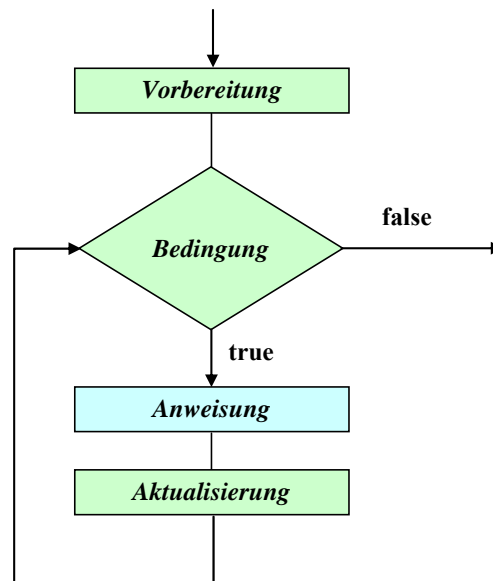 Vorbereitung
Bedingung
false
true
Anweisung
Aktualisierung